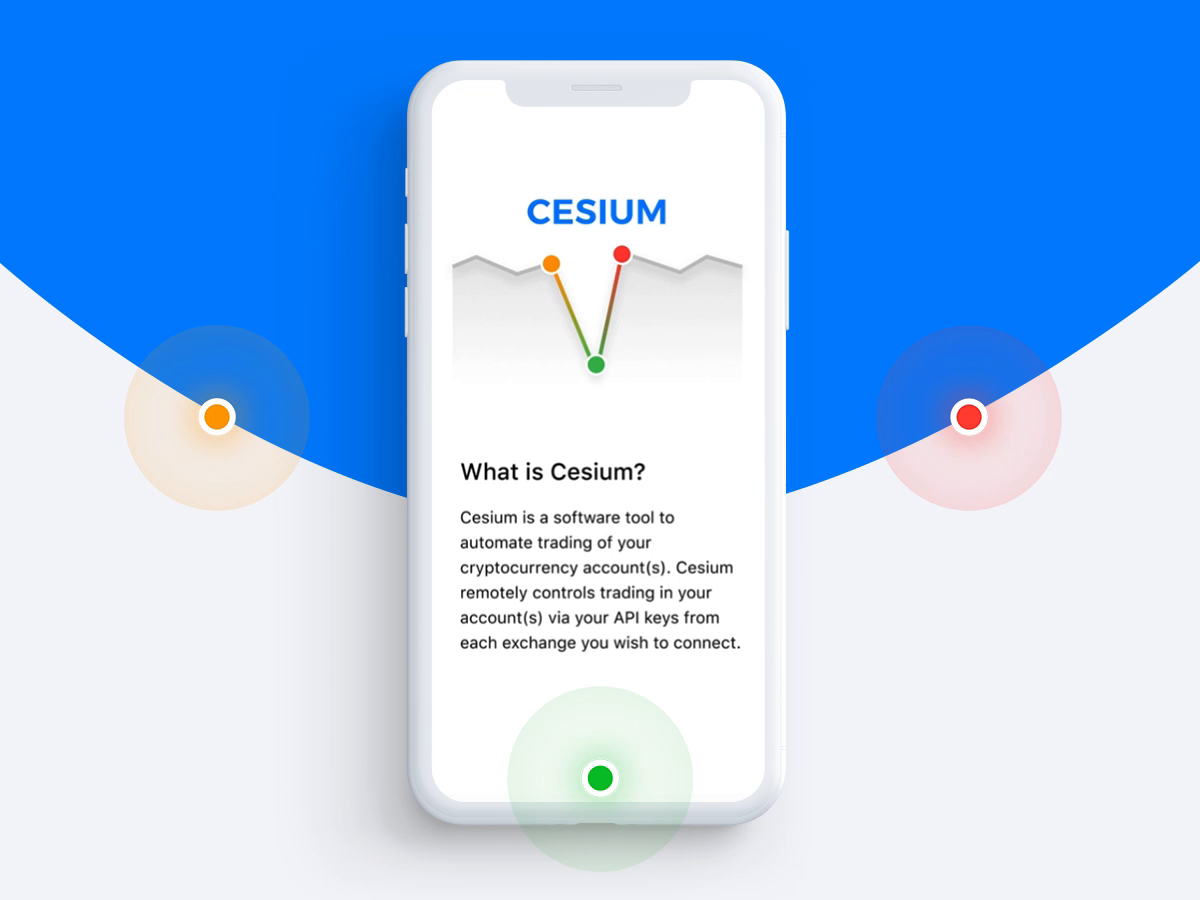 CESIUM
What is Cesium?
Cesium is a software tool to
automate trading of your
cryptocurrency account(s). Cesium
remotely controls trading in your
account(s) via your API keys from
each exchange you wish to connect.